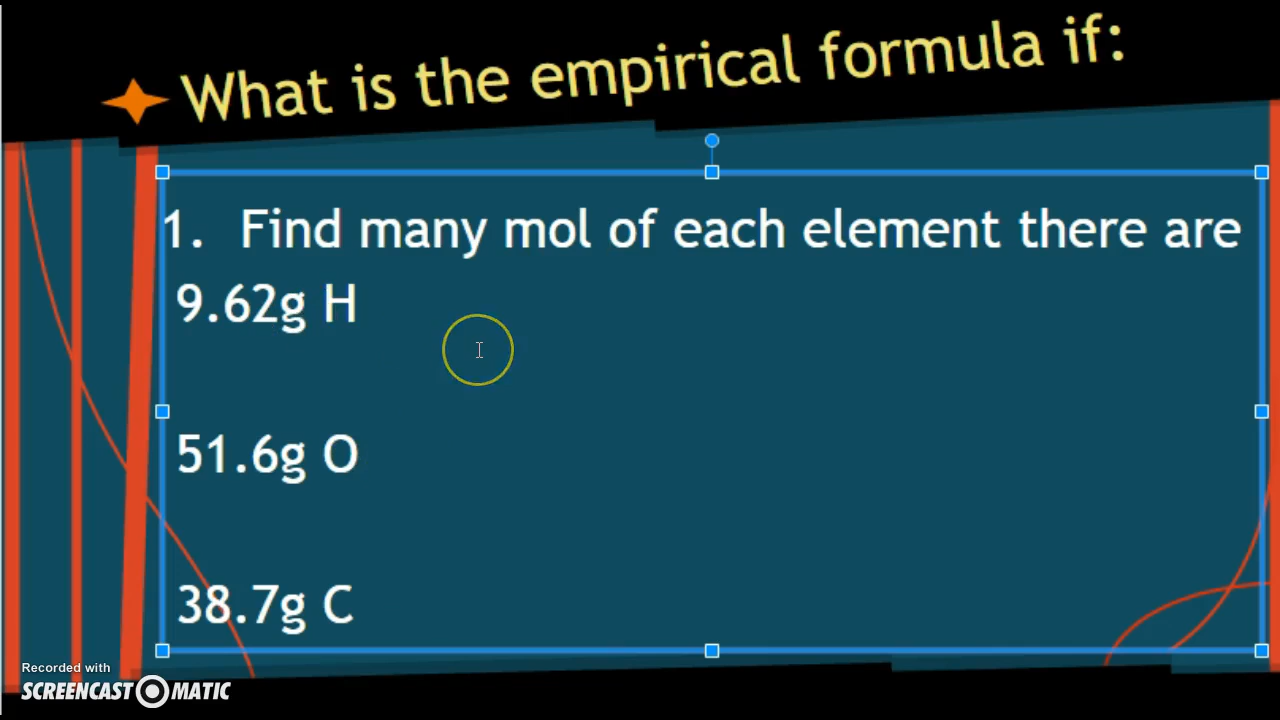 What is the empirical formula if:
1. Find many mol of each element there are
9.62g H
51.6g O
38.7g C
Recorded with
SCREENCAST MATIC